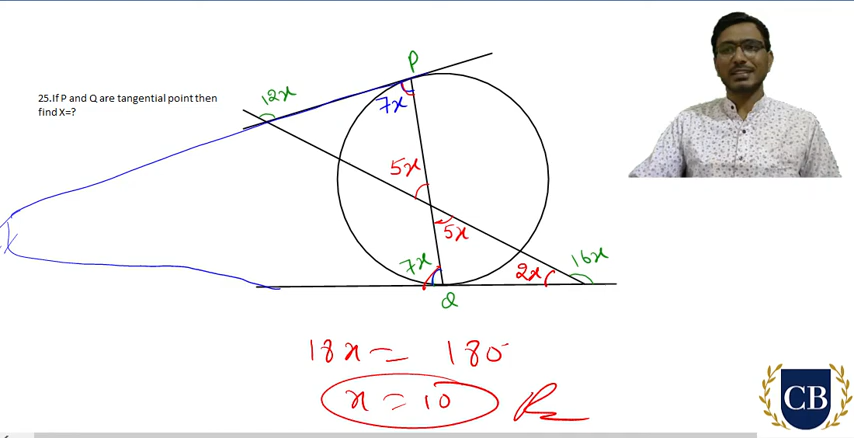 P
12x
25.If P and Q are tangential point then
find X=?
7x
5x
5x
7x
2x
16x
Q
18x = 180
x = 10
CB